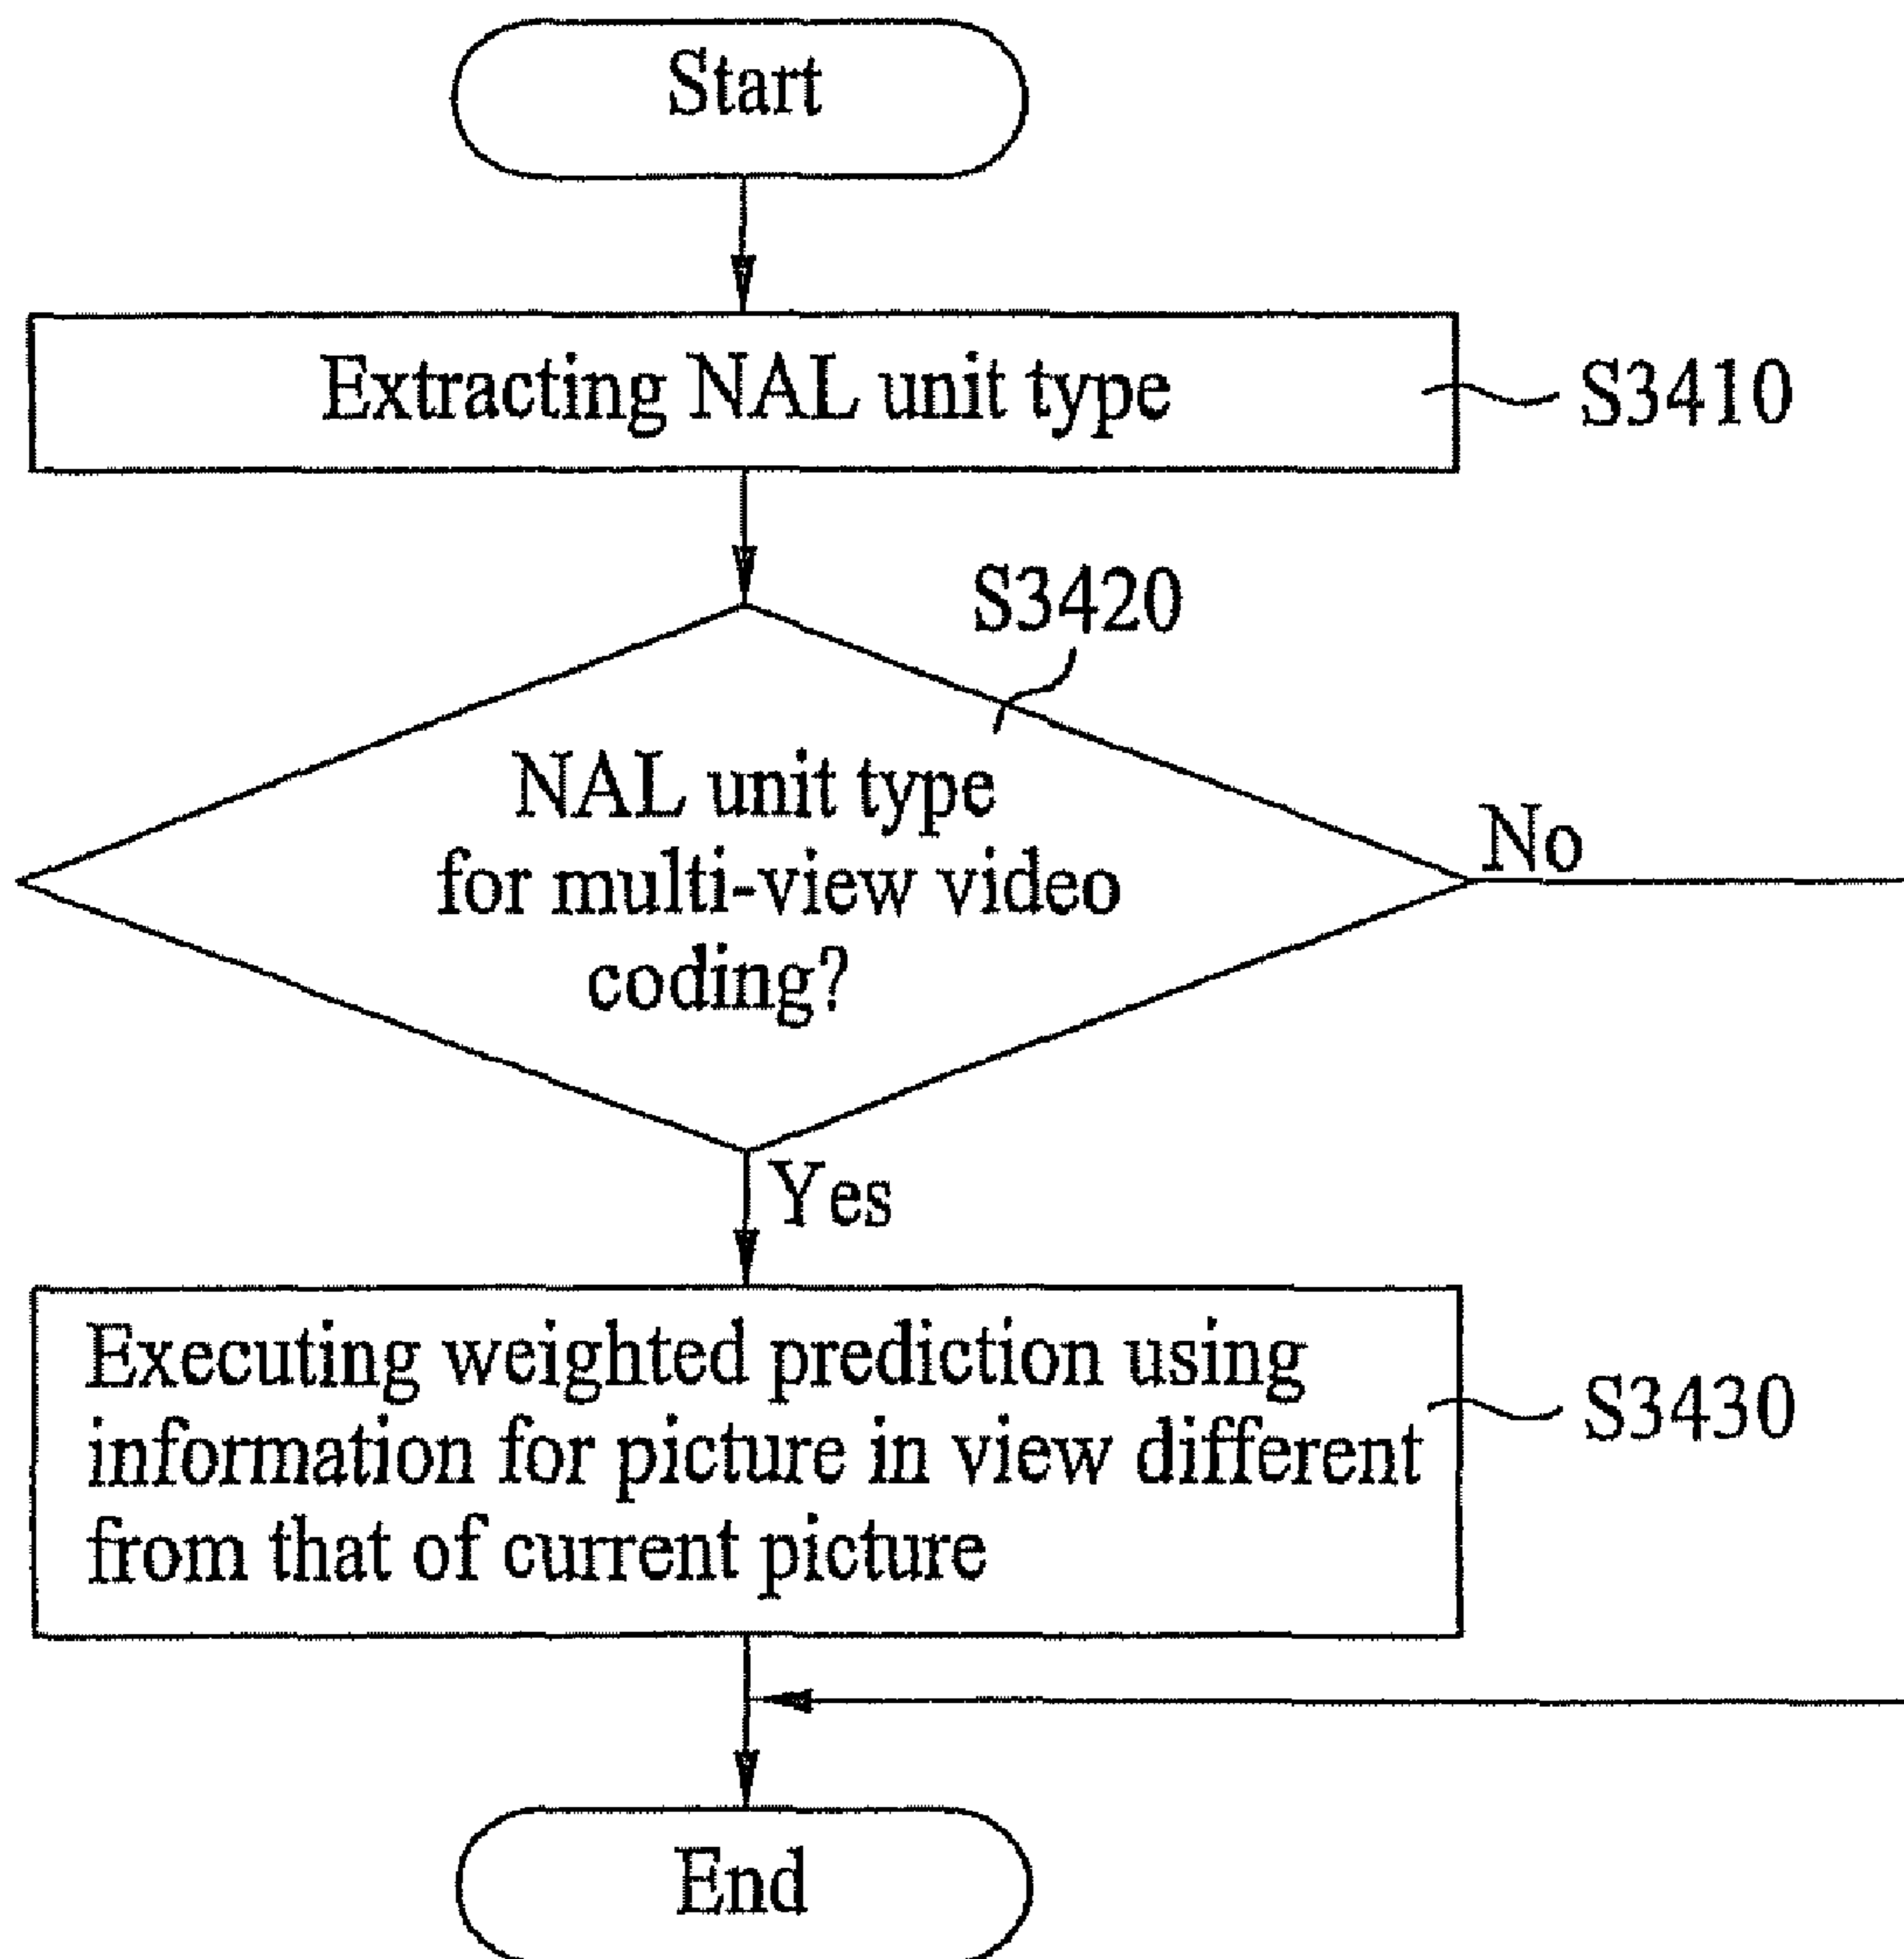 Start
Extracting NAL unit type
S3410
S3420
NAL unit type
for multi-view video
coding?
No
Yes
Executing weighted prediction using
information for picture in view different
from that of current picture
S3430
End